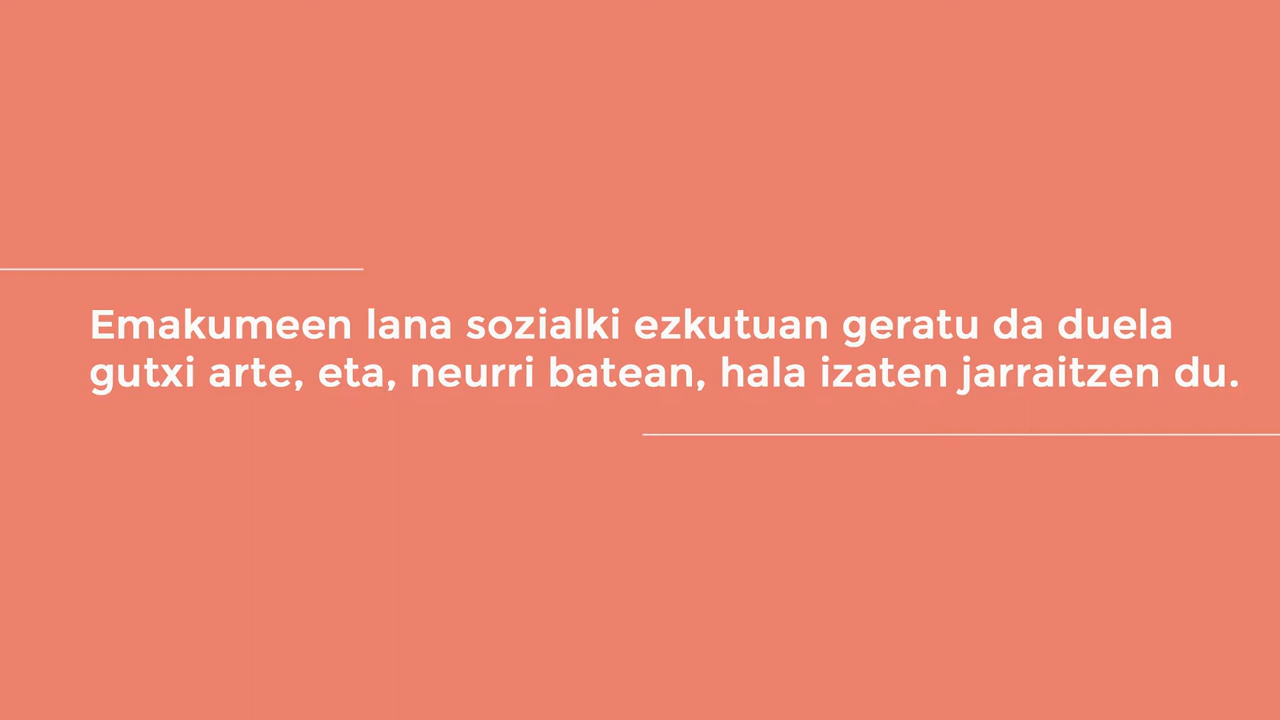 Emakumeen lana sozialki ezkutuan geratu da duela
gutxi arte, eta, neurri batean, hala izaten jarraitzen du.